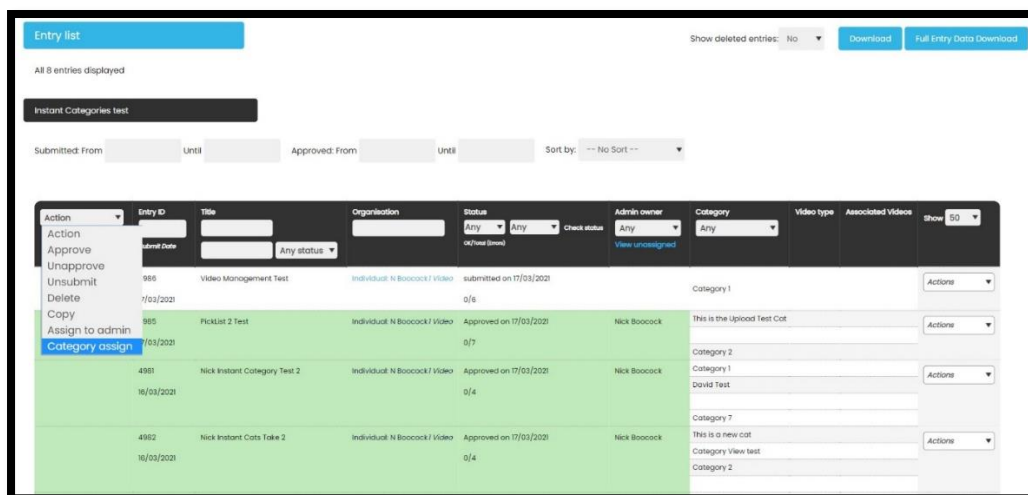 Entry list
Show deleted entries: No
Download
Full Entry Data Download
All 8 entries displayed
Instant Categories test
Submitted: From Until Approved: From Until Sort by: -- No Sort --
Action
Entry ID
Title
Organisation
Status
Admin owner
Category
Video type
Associated Videos
Show 50
Any Any Check status
Any
Any
Submit Date
Any status
OK/Total (Errors)
View unassigned
Action
Approve
Unapprove
Unsubmit
Delete
Copy
Assign to admin
Category assign
986 Video Management Test Individual: N Boocock / Video submitted on 17/03/2021 Category 1 Actions
7/03/2021 0/6
985 PickList 2 Test Individual: N Boocock / Video Approved on 17/03/2021 Nick Boocock This is the Upload Test Cat Actions
7/03/2021 0/7
Category 2
4981 Nick Instant Category Test 2 Individual: N Boocock / Video Approved on 17/03/2021 Nick Boocock Category 1 Actions
David Test
16/03/2021 0/4
Category 7
4982 Nick Instant Cats Take 2 Individual: N Boocock / Video Approved on 17/03/2021 Nick Boocock This is a new cat Actions
Category View test
16/03/2021 0/4
Category 2